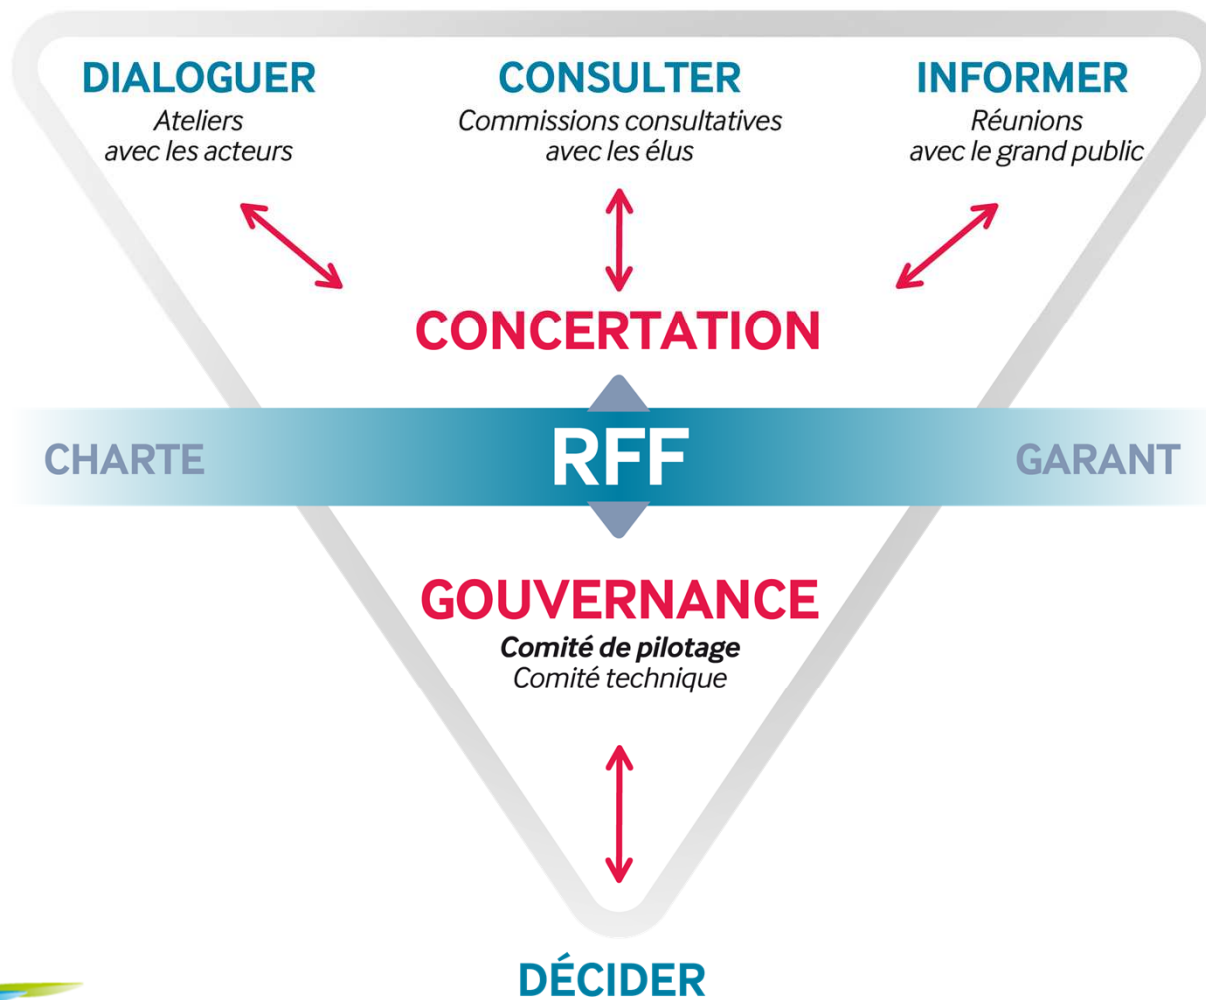 DIALOGUER
Ateliers
avec les acteurs
CONSULTER
Commissions consultatives
avec les élus
INFORMER
Réunions
avec le grand public
CONCERTATION
CHARTE
RFF
GARANT
GOUVERNANCE
Comité de pilotage
Comité technique
DÉCIDER